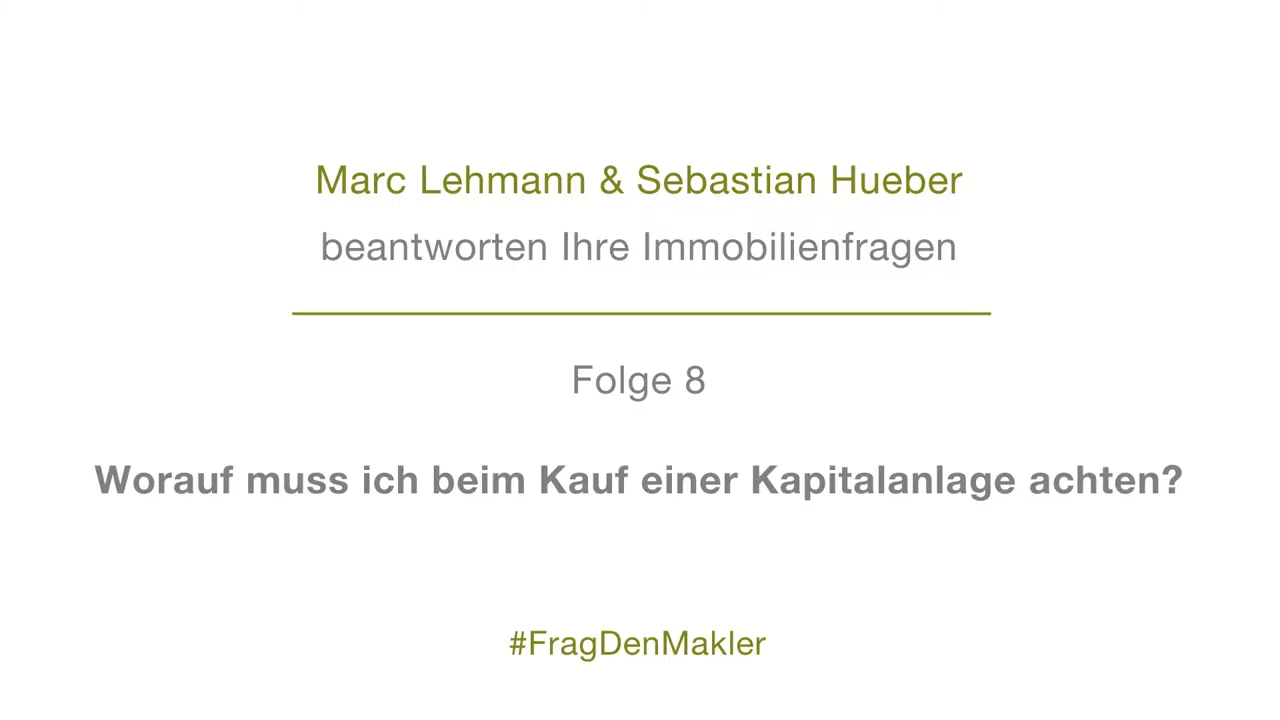 Marc Lehmann & Sebastian Hueber
beantworten Ihre Immobilienfragen
Folge 8
Worauf muss ich beim Kauf einer Kapitalanlage achten?
#FragDenMakler